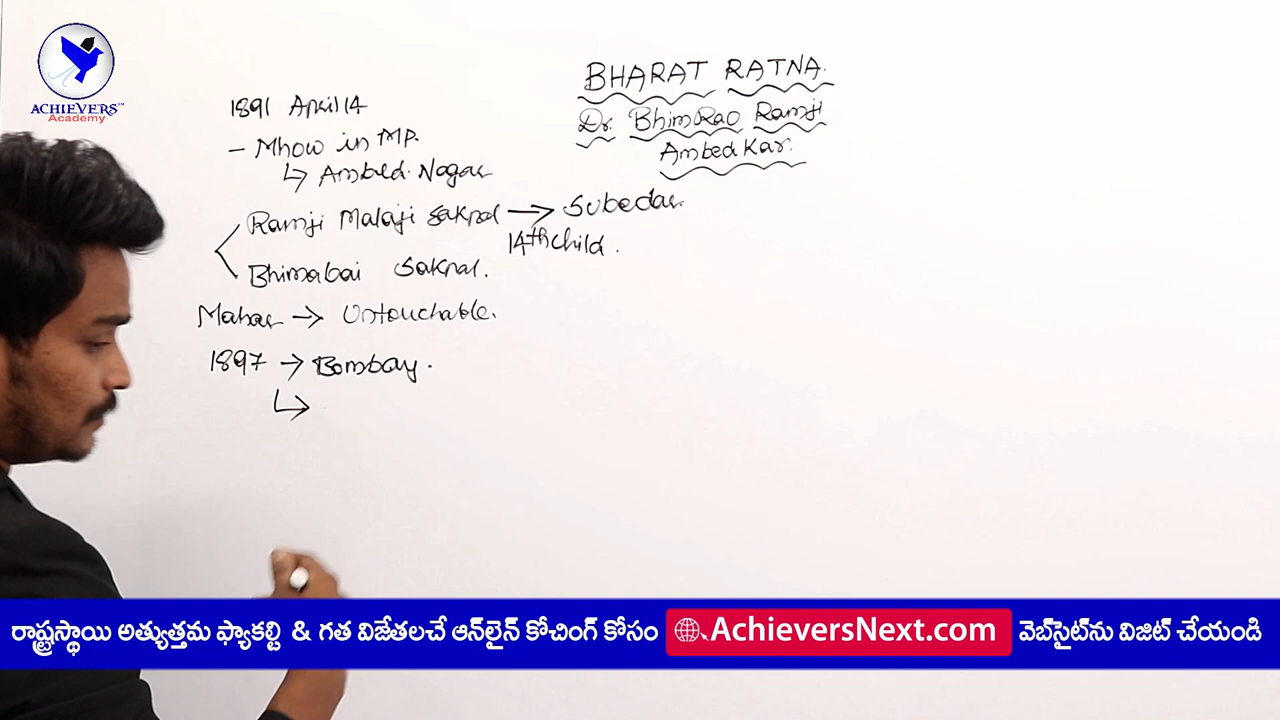 ACHIEVERS™
Academy
BHARAT RATNA.
Dr. BhimRao Ramji
AmbedKar.
1891 April 14
- Mhow in MP.
↳ Ambed. Nagar
Ramji Malaji Sakpal → Subedar.
14th child.
Bhimabai Sakpal.
Mahar → Untouchable.
1897 → Bombay.
↳
రాష్ట్రస్థాయి అత్యుత్తమ ఫ్యాకల్టి & గత విజేతలచే ఆన్‌లైన్ కోచింగ్ కోసం AchieversNext.com వెబ్‌సైట్‌ను విజిట్ చేయండి